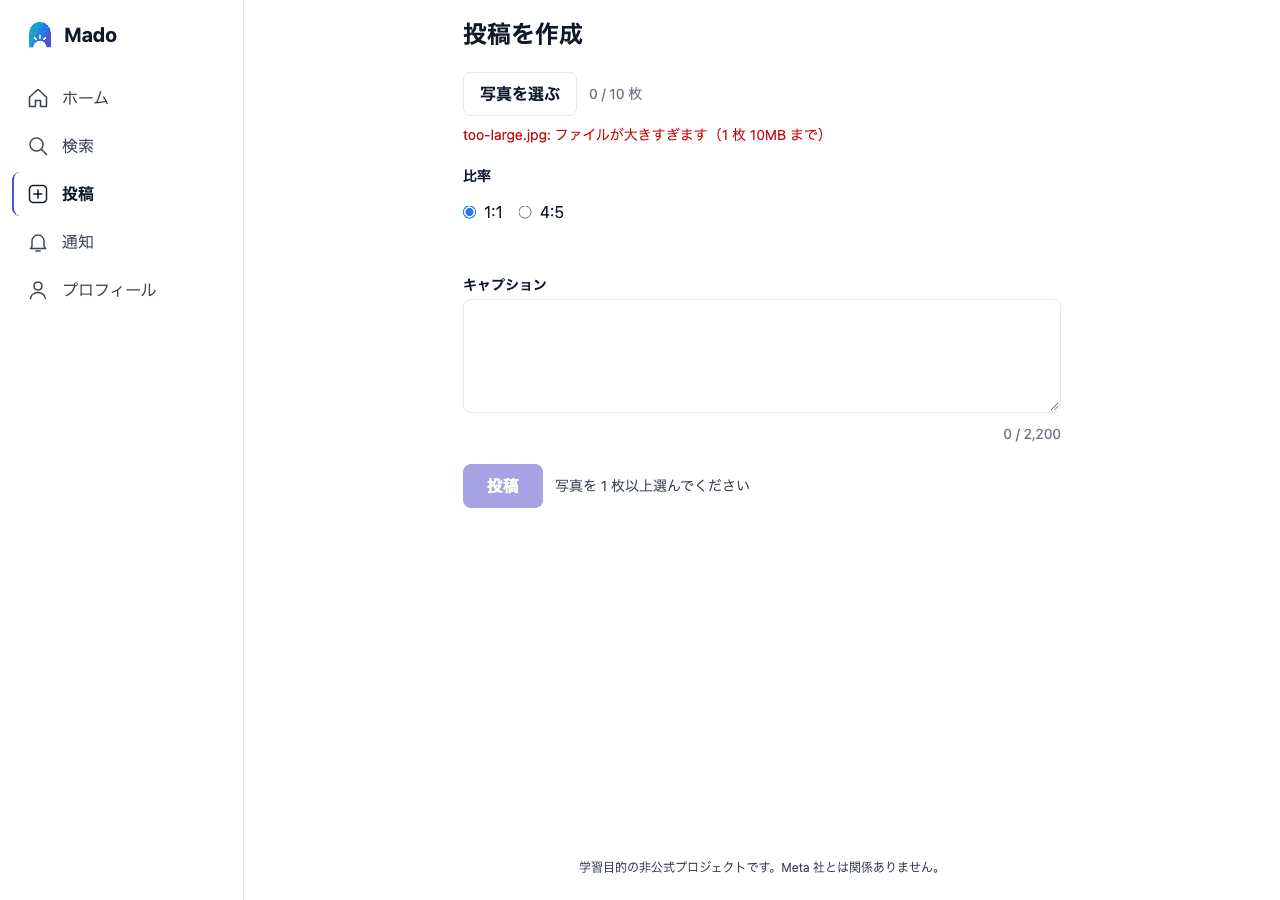 Mado
ホーム
検索
投稿
通知
プロフィール
投稿を作成
写真を選ぶ 0 / 10 枚
too-large.jpg: ファイルが大きすぎます（1 枚 10MB まで）
比率
1:1 4:5
キャプション
0 / 2,200
投稿 写真を 1 枚以上選んでください
学習目的の非公式プロジェクトです。Meta 社とは関係ありません。